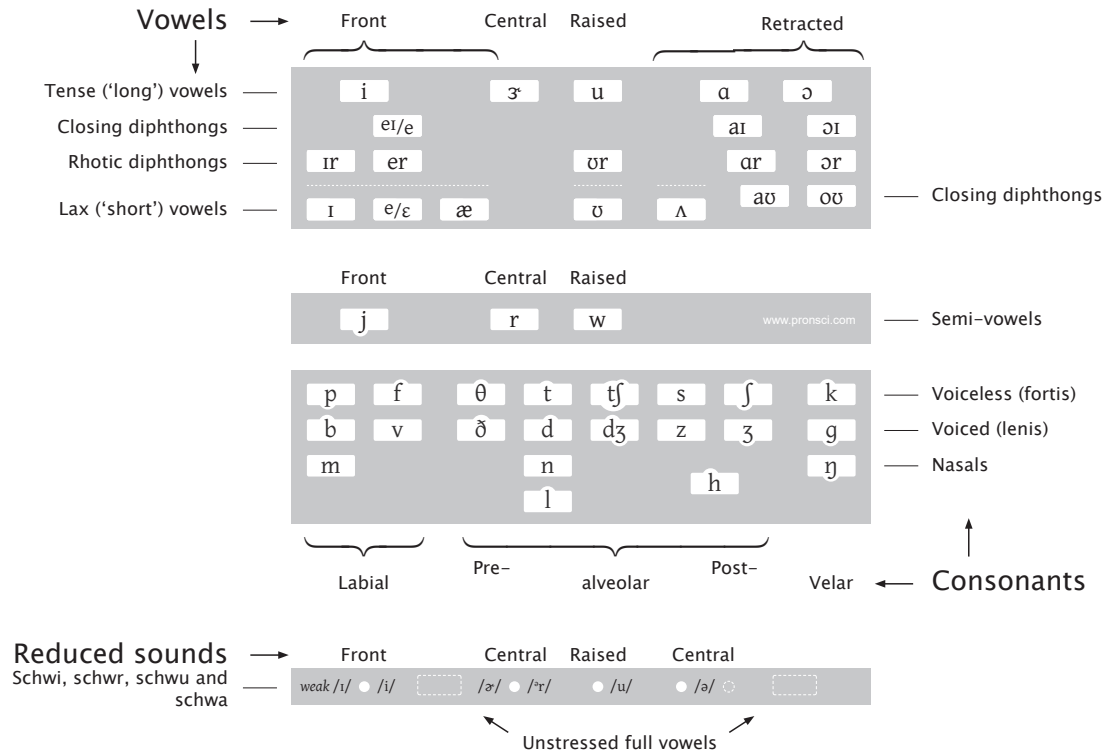 Vowels Front Central Raised Retracted
Tense (‘long’) vowels i ɝ u ɑ ɔ
Closing diphthongs eɪ/e aɪ ɔɪ
Rhotic diphthongs ɪr er ʊr ɑr ɔr
aʊ oʊ Closing diphthongs
Lax (‘short’) vowels ɪ e/ɛ æ ʊ ʌ
Front Central Raised
j r w www.pronsci.com Semi–vowels
p f θ t tʃ s ʃ k Voiceless (fortis)
b v ð d dʒ z ʒ g Voiced (lenis)
m n ŋ Nasals
h
l
Pre– Post–
Labial alveolar Velar Consonants
Reduced sounds Front Central Raised Central
Schwi, schwr, schwu and
schwa weak /ɪ/ /i/ /ɚ/ /ᵊr/ /u/ /ə/
Unstressed full vowels